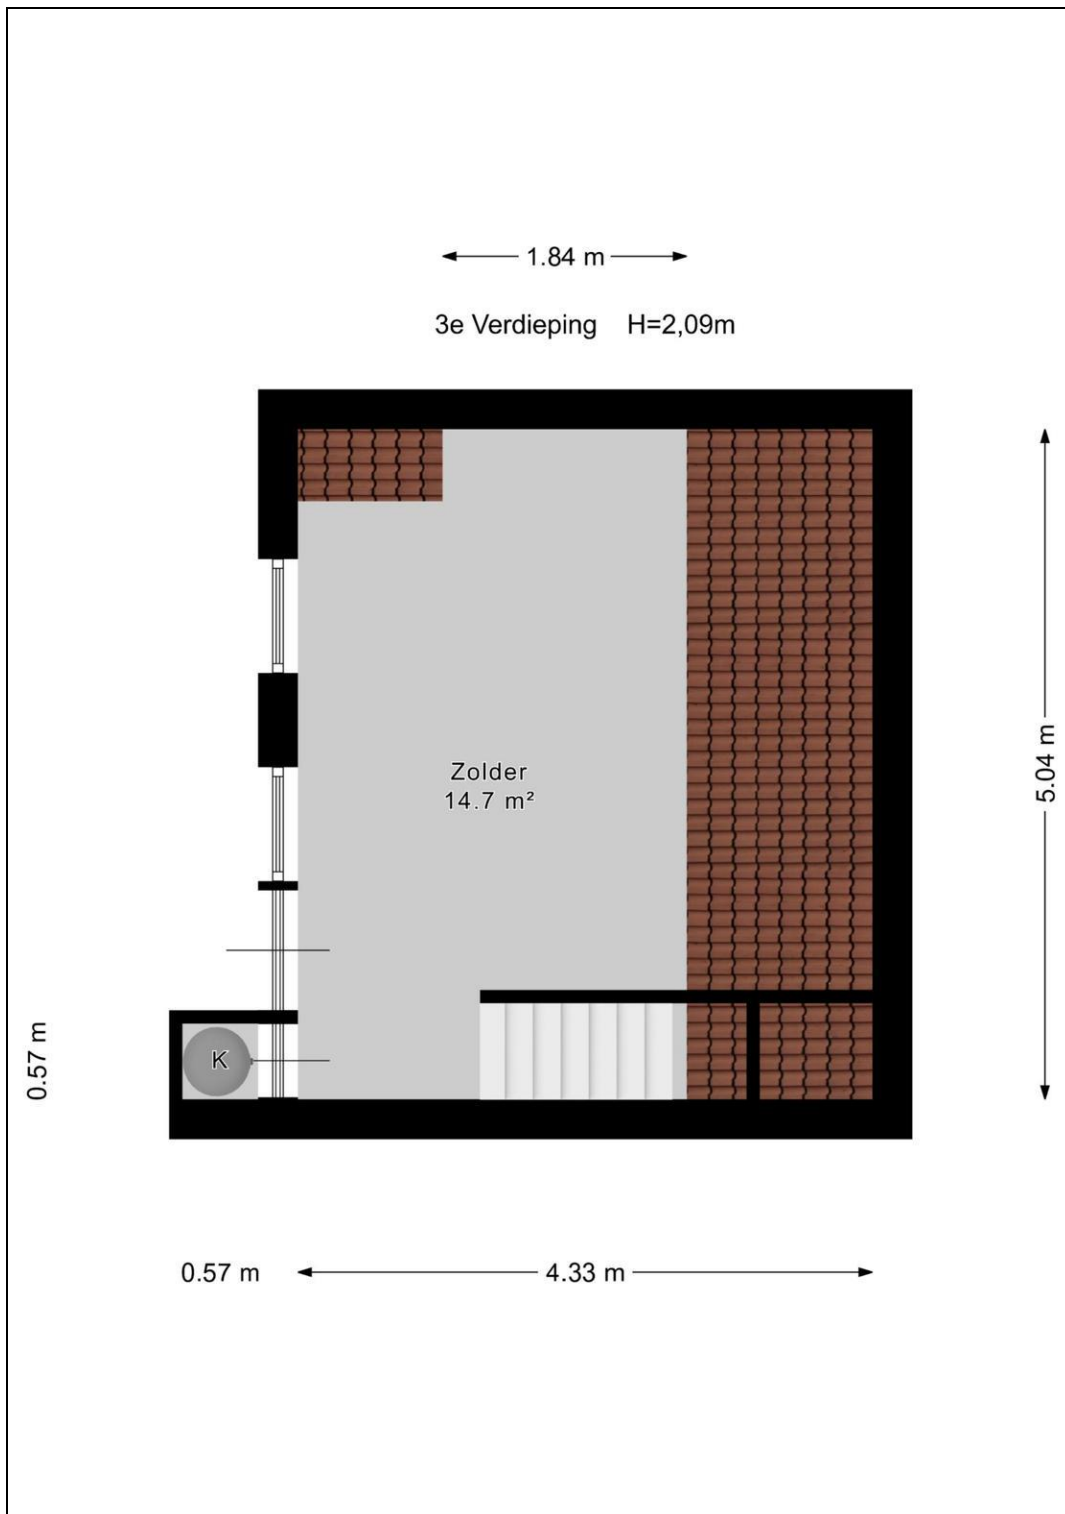 1.84 m
3e Verdieping H=2,09m
Zolder
14.7 m²
5.04 m
0.57 m
K
0.57 m
4.33 m